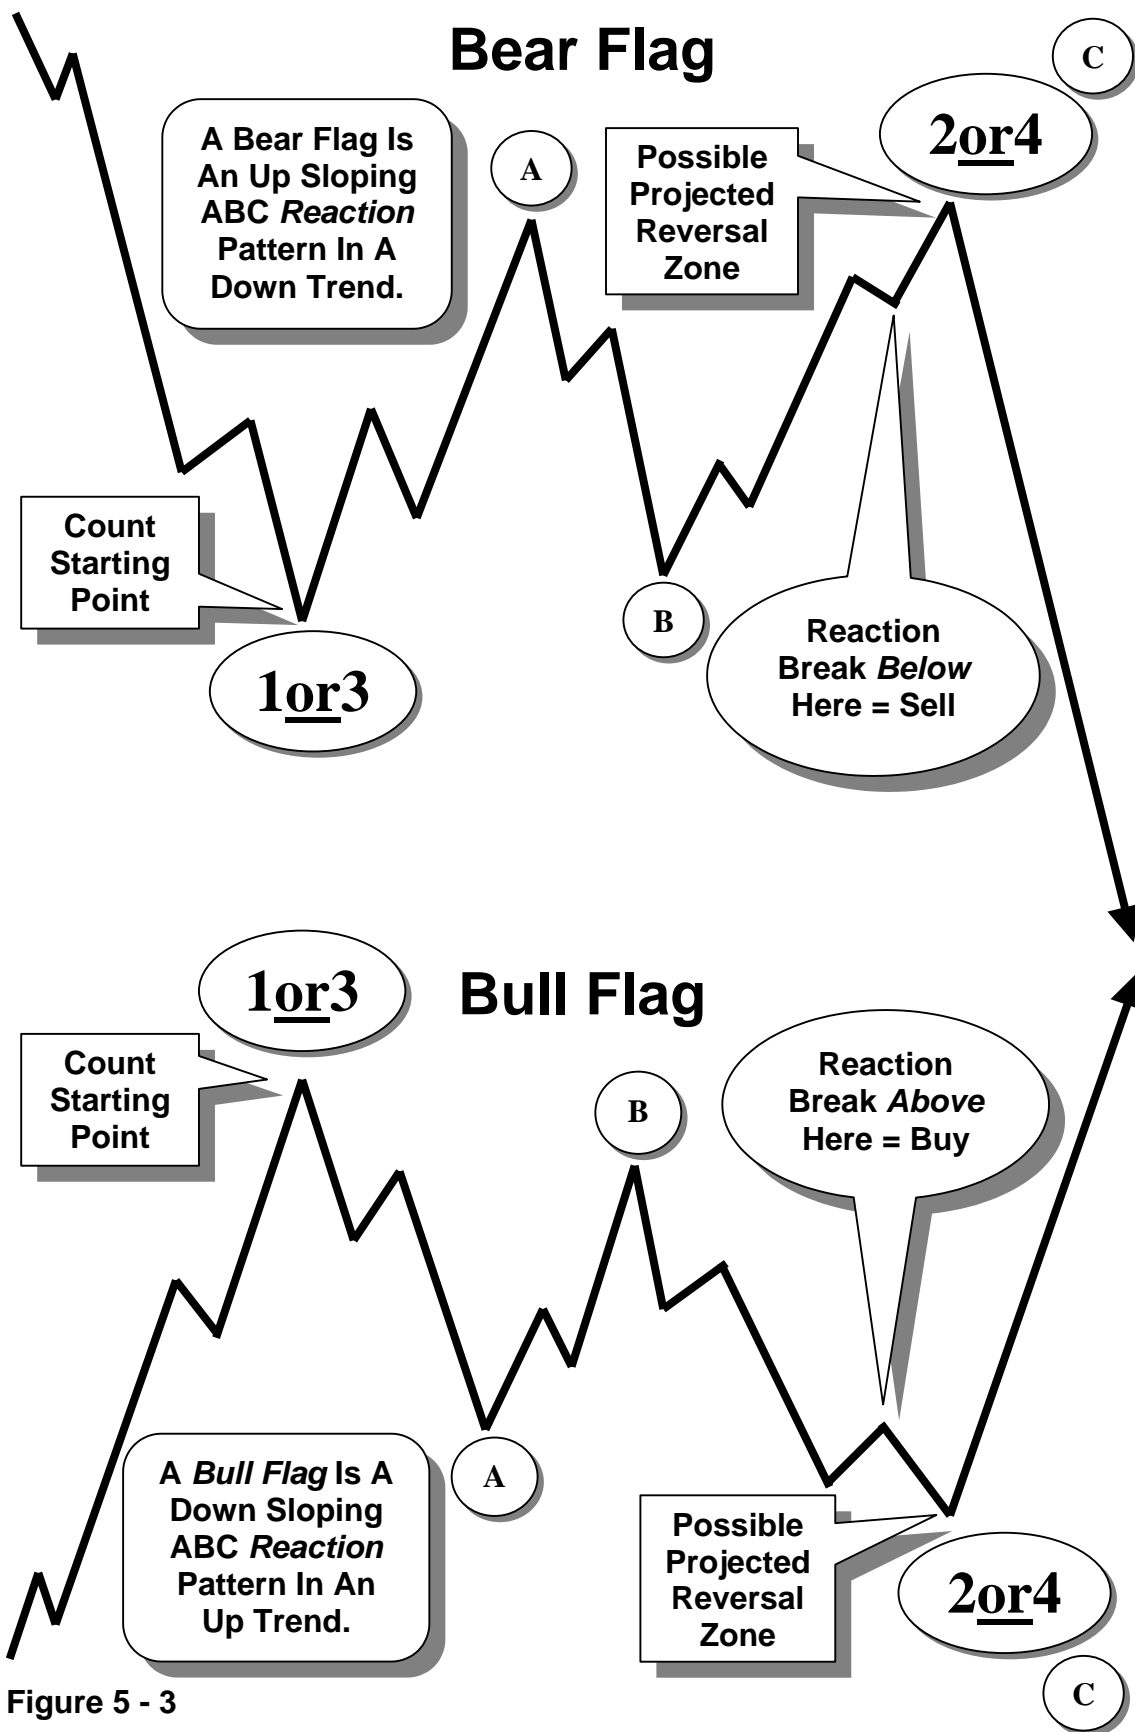 Bear Flag
C
2or4
A Bear Flag Is
An Up Sloping
ABC Reaction
Pattern In A
Down Trend.
A
Possible
Projected
Reversal
Zone
Count
Starting
Point
1or3
B
Reaction
Break Below
Here = Sell
1or3
Bull Flag
Count
Starting
Point
B
Reaction
Break Above
Here = Buy
A Bull Flag Is A
Down Sloping
ABC Reaction
Pattern In An
Up Trend.
A
Possible
Projected
Reversal
Zone
2or4
C
Figure 5 - 3